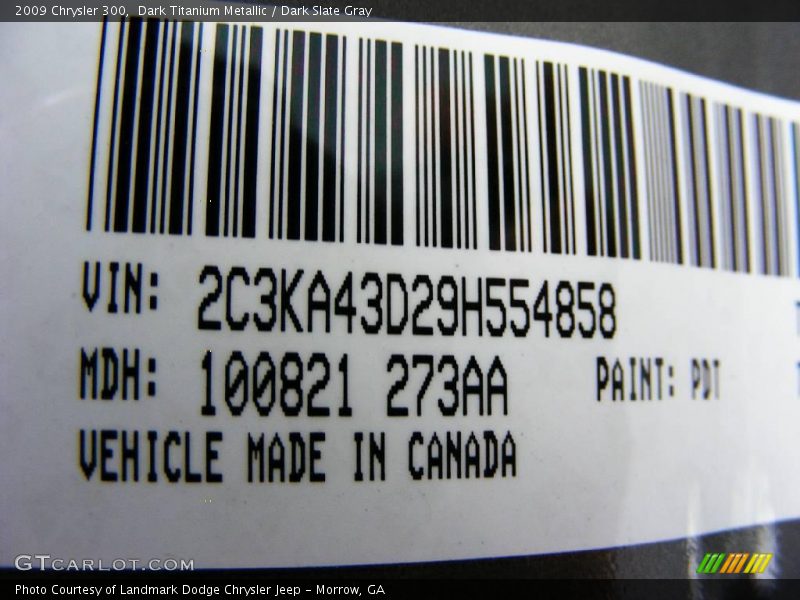 2009 Chrysler 300, Dark Titanium Metallic / Dark Slate Gray
VIN: 2C3KA43D29H554858
MDH: 100821 273AA PAINT: PDT
VEHICLE MADE IN CANADA
GTCARLOT.COM
Photo Courtesy of Landmark Dodge Chrysler Jeep - Morrow, GA